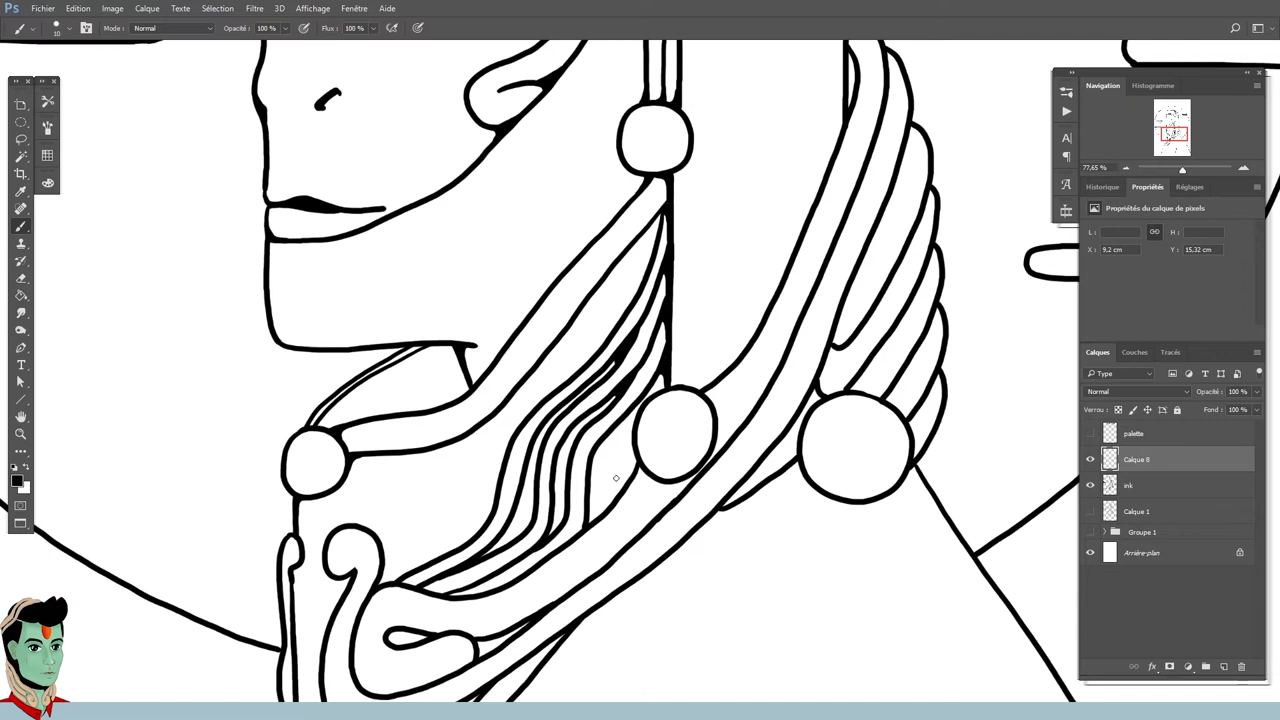 Ps Fichier Edition Image Calque Texte Sélection Filtre 3D Affichage Fenêtre Aide
10 Mode : Normal Opacité : 100 % Flux : 100 %
Navigation Histogramme
77,65 %
Historique Propriétés Réglages
Propriétés du calque de pixels
L : H :
X : 9,2 cm Y : 15,32 cm
Calques Couches Tracés
Type
Normal Opacité : 100 %
Verrou : Fond : 100 %
palette
Calque 8
ink
Calque 1
Groupe 1
Arrière-plan